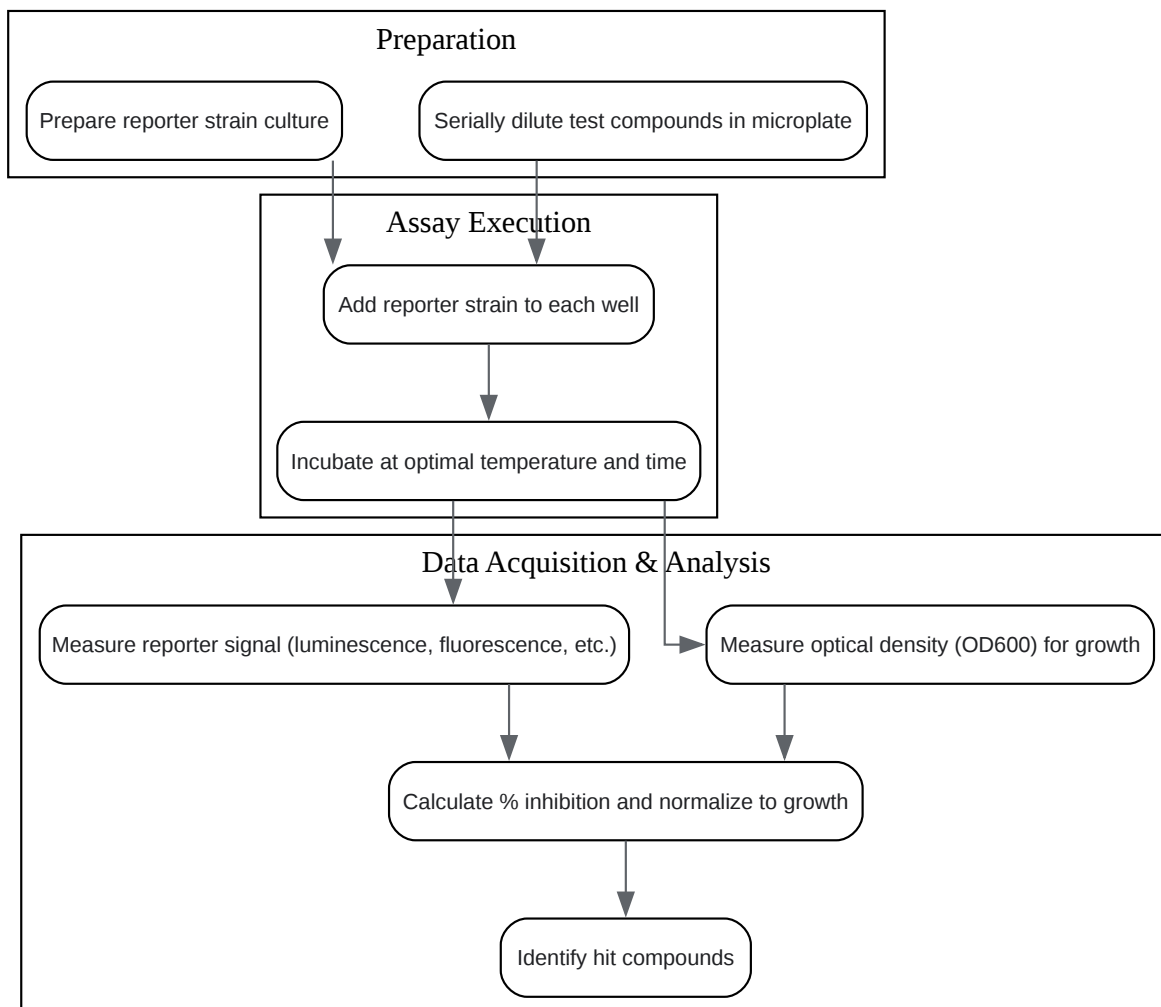 Preparation
Prepare reporter strain culture
Serially dilute test compounds in microplate
Assay Execution
Add reporter strain to each well
Incubate at optimal temperature and time
Data Acquisition & Analysis
Measure reporter signal (luminescence, fluorescence, etc.)
Measure optical density (OD600) for growth
Calculate % inhibition and normalize to growth
Identify hit compounds